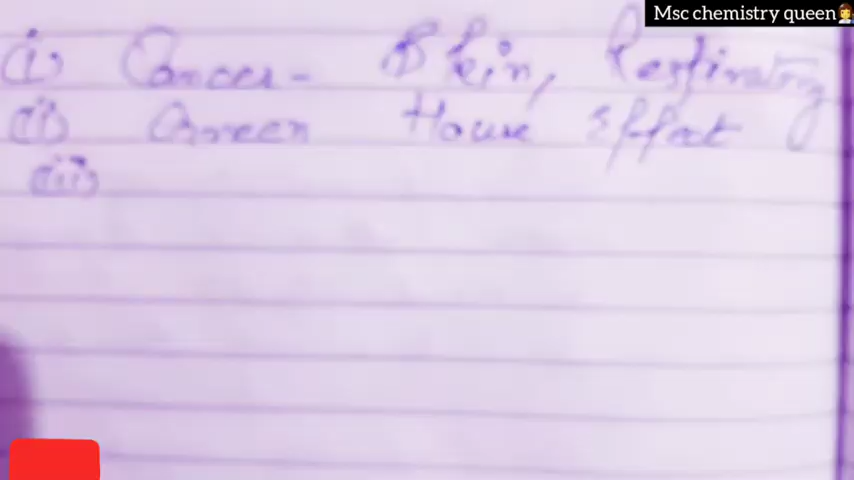 Msc chemistry queen👩‍🔬
(i) Cancer - Skin, Respiratory
(ii) Green House Effect
(iii)